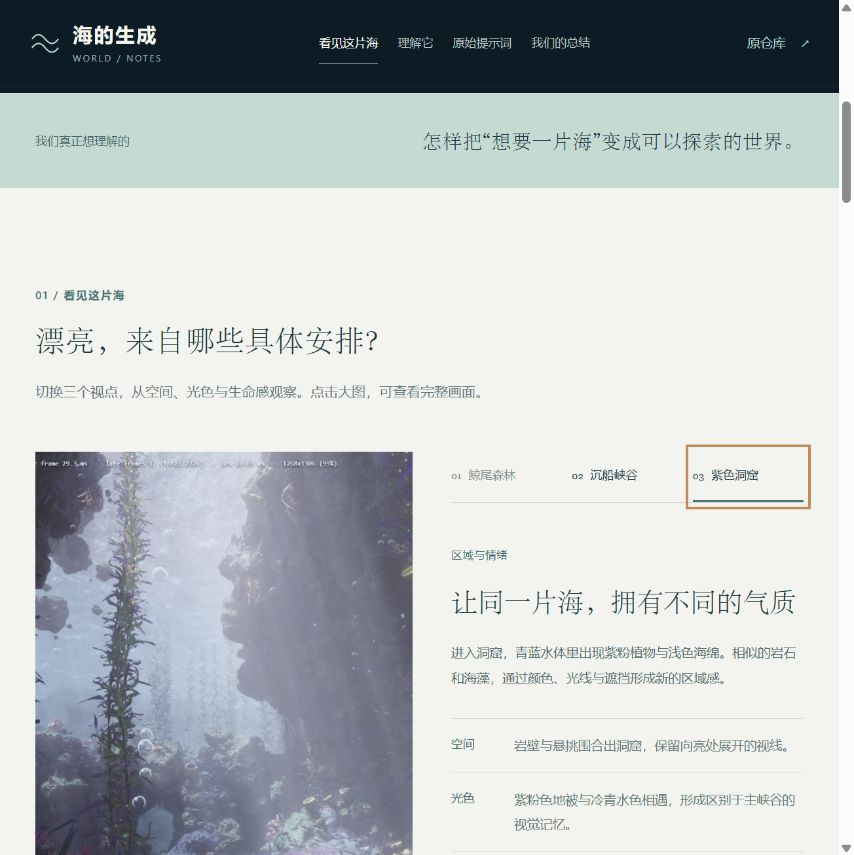 海的生成
WORLD / NOTES
看见这片海
理解它
原始提示词
我们的总结
原仓库 ↗
我们真正想理解的
怎样把“想要一片海”变成可以探索的世界。
01 / 看见这片海
漂亮，来自哪些具体安排？
切换三个视点，从空间、光色与生命感观察。点击大图，可查看完整画面。
frame 29.3 ms
1268x1306 (99%)
01 鲸尾森林
02 沉船峡谷
03 紫色洞窟
区域与情绪
让同一片海，拥有不同的气质
进入洞窟，青蓝水体里出现紫粉植物与浅色海绵。相似的岩石
和海藻，通过颜色、光线与遮挡形成新的区域感。
空间
岩壁与悬挑围合出洞窟，保留向亮处展开的视线。
光色
紫粉色地被与冷青水色相遇，形成区别于主峡谷的
视觉记忆。